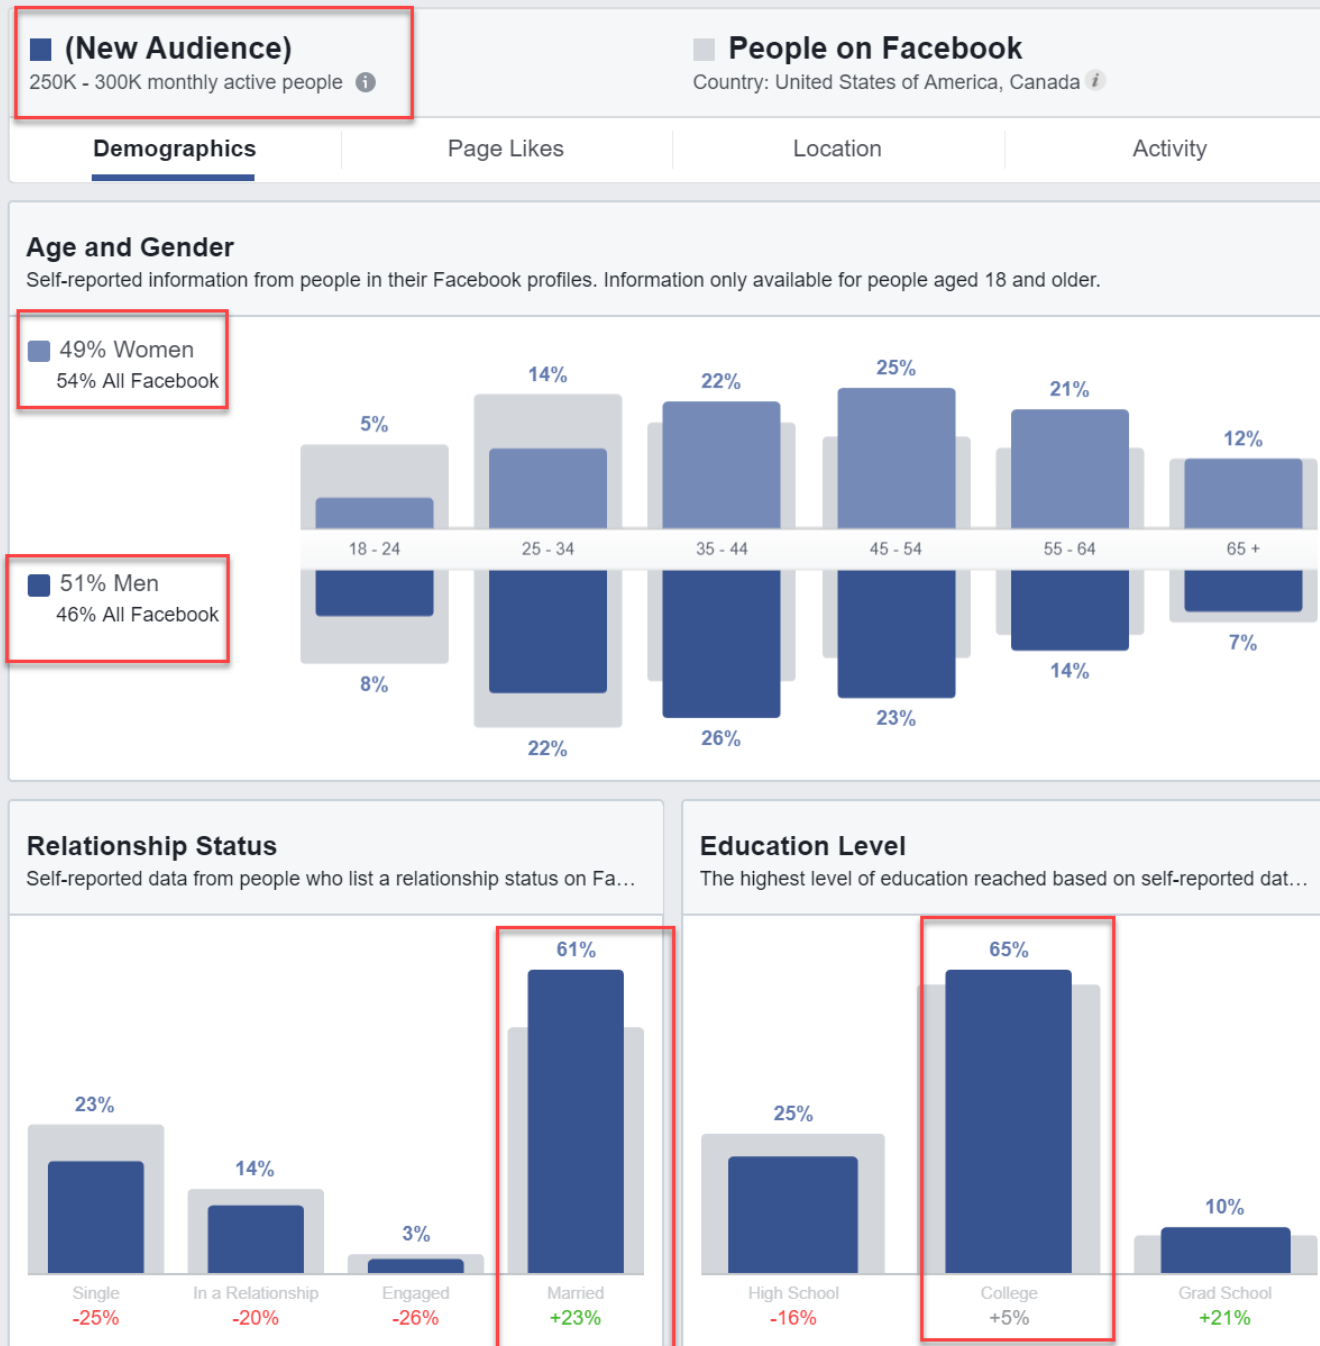 (New Audience)
250K - 300K monthly active people i
People on Facebook
Country: United States of America, Canada i
Demographics
Page Likes
Location
Activity
Age and Gender
Self-reported information from people in their Facebook profiles. Information only available for people aged 18 and older.
49% Women
54% All Facebook
5%
14%
22%
25%
21%
12%
18 - 24
25 - 34
35 - 44
45 - 54
55 - 64
65 +
51% Men
46% All Facebook
8%
22%
26%
23%
14%
7%
Relationship Status
Self-reported data from people who list a relationship status on Fa...
23%
14%
3%
61%
Single
In a Relationship
Engaged
Married
-25%
-20%
-26%
+23%
Education Level
The highest level of education reached based on self-reported dat...
25%
65%
10%
High School
College
Grad School
-16%
+5%
+21%